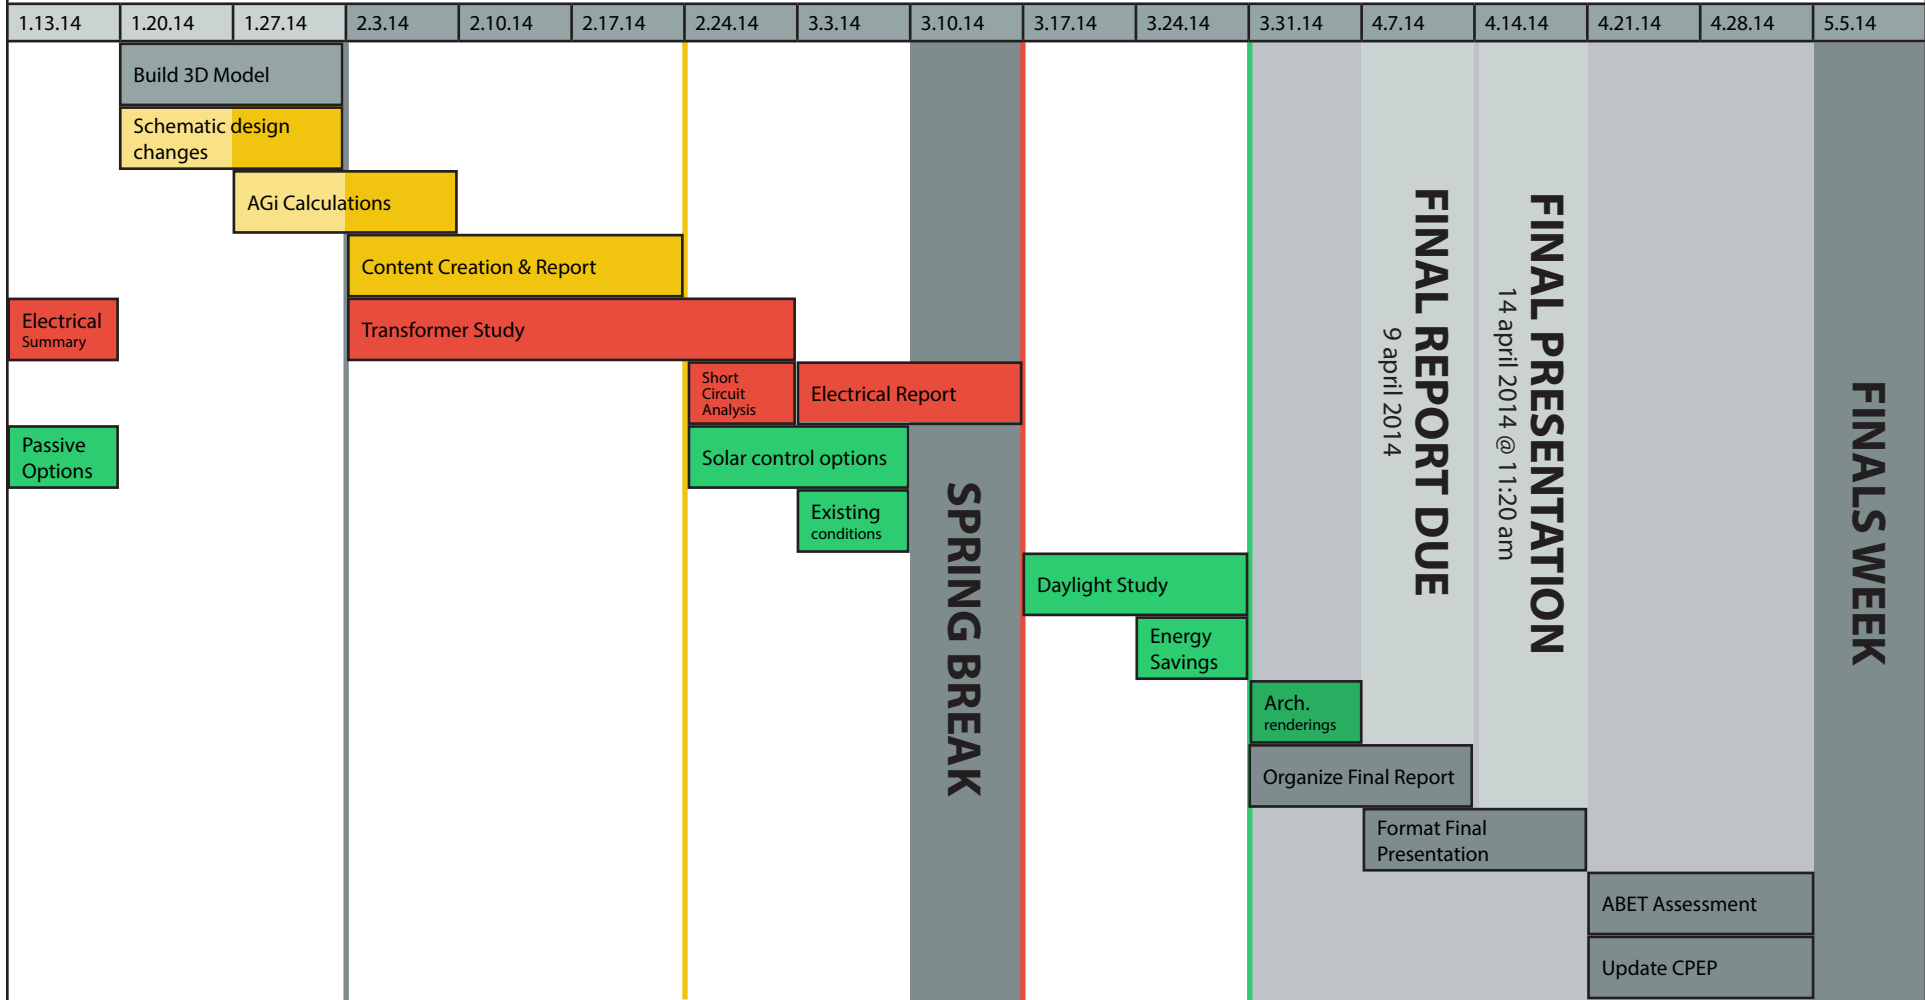 1.13.14
1.20.14
1.27.14
2.3.14
2.10.14
2.17.14
2.24.14
3.3.14
3.10.14
3.17.14
3.24.14
3.31.14
4.7.14
4.14.14
4.21.14
4.28.14
5.5.14
Build 3D Model
Schematic design
changes
AGi Calculations
Content Creation & Report
Electrical
Summary
Transformer Study
Short
Circuit
Analysis
Electrical Report
Passive
Options
Solar control options
Existing
conditions
SPRING BREAK
Daylight Study
Energy
Savings
Arch.
renderings
Organize Final Report
Format Final
Presentation
ABET Assessment
Update CPEP
FINAL REPORT DUE
9 april 2014
FINAL PRESENTATION
14 april 2014 @ 11:20 am
FINALS WEEK